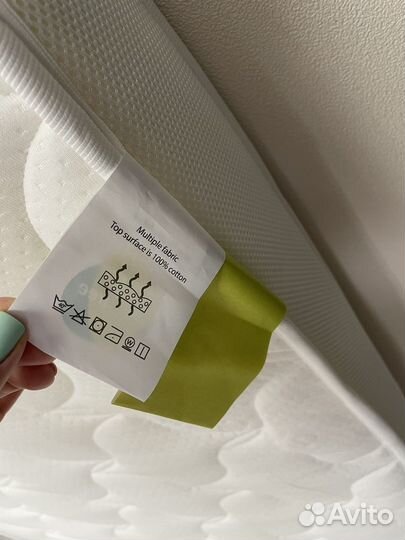 Multiple fabric
Top surface is 100% cotton
W
Avito